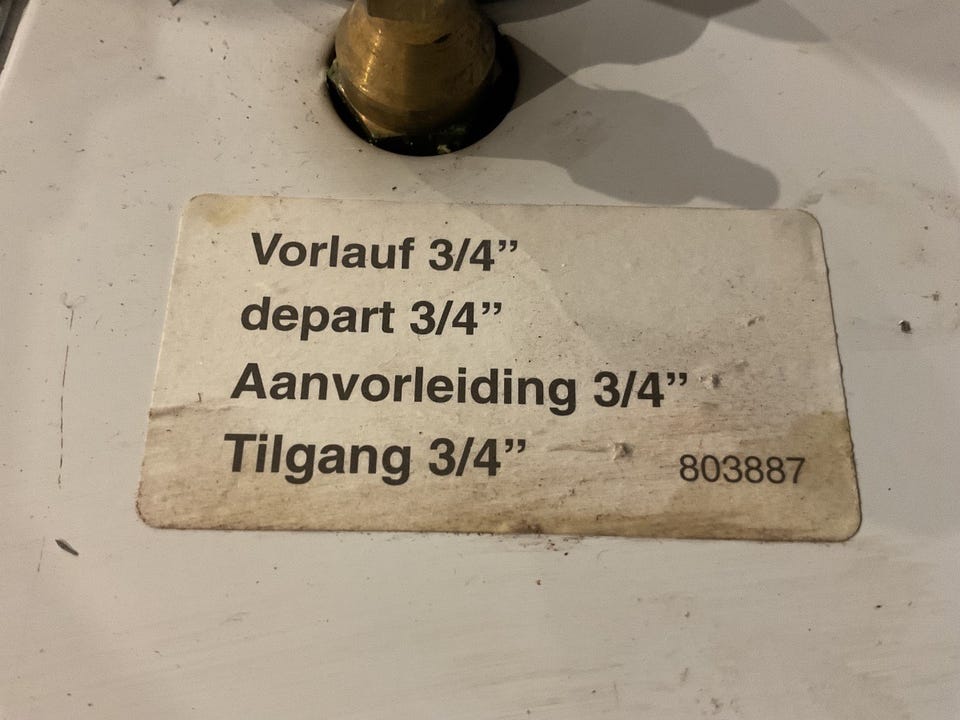 Vorlauf 3/4”
depart 3/4”
Aanvorleiding 3/4”
Tilgang 3/4”
803887